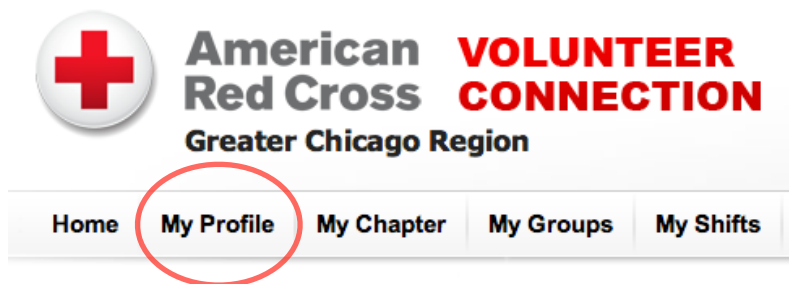 American VOLUNTEER
Red Cross CONNECTION
Greater Chicago Region
Home My Profile My Chapter My Groups My Shifts